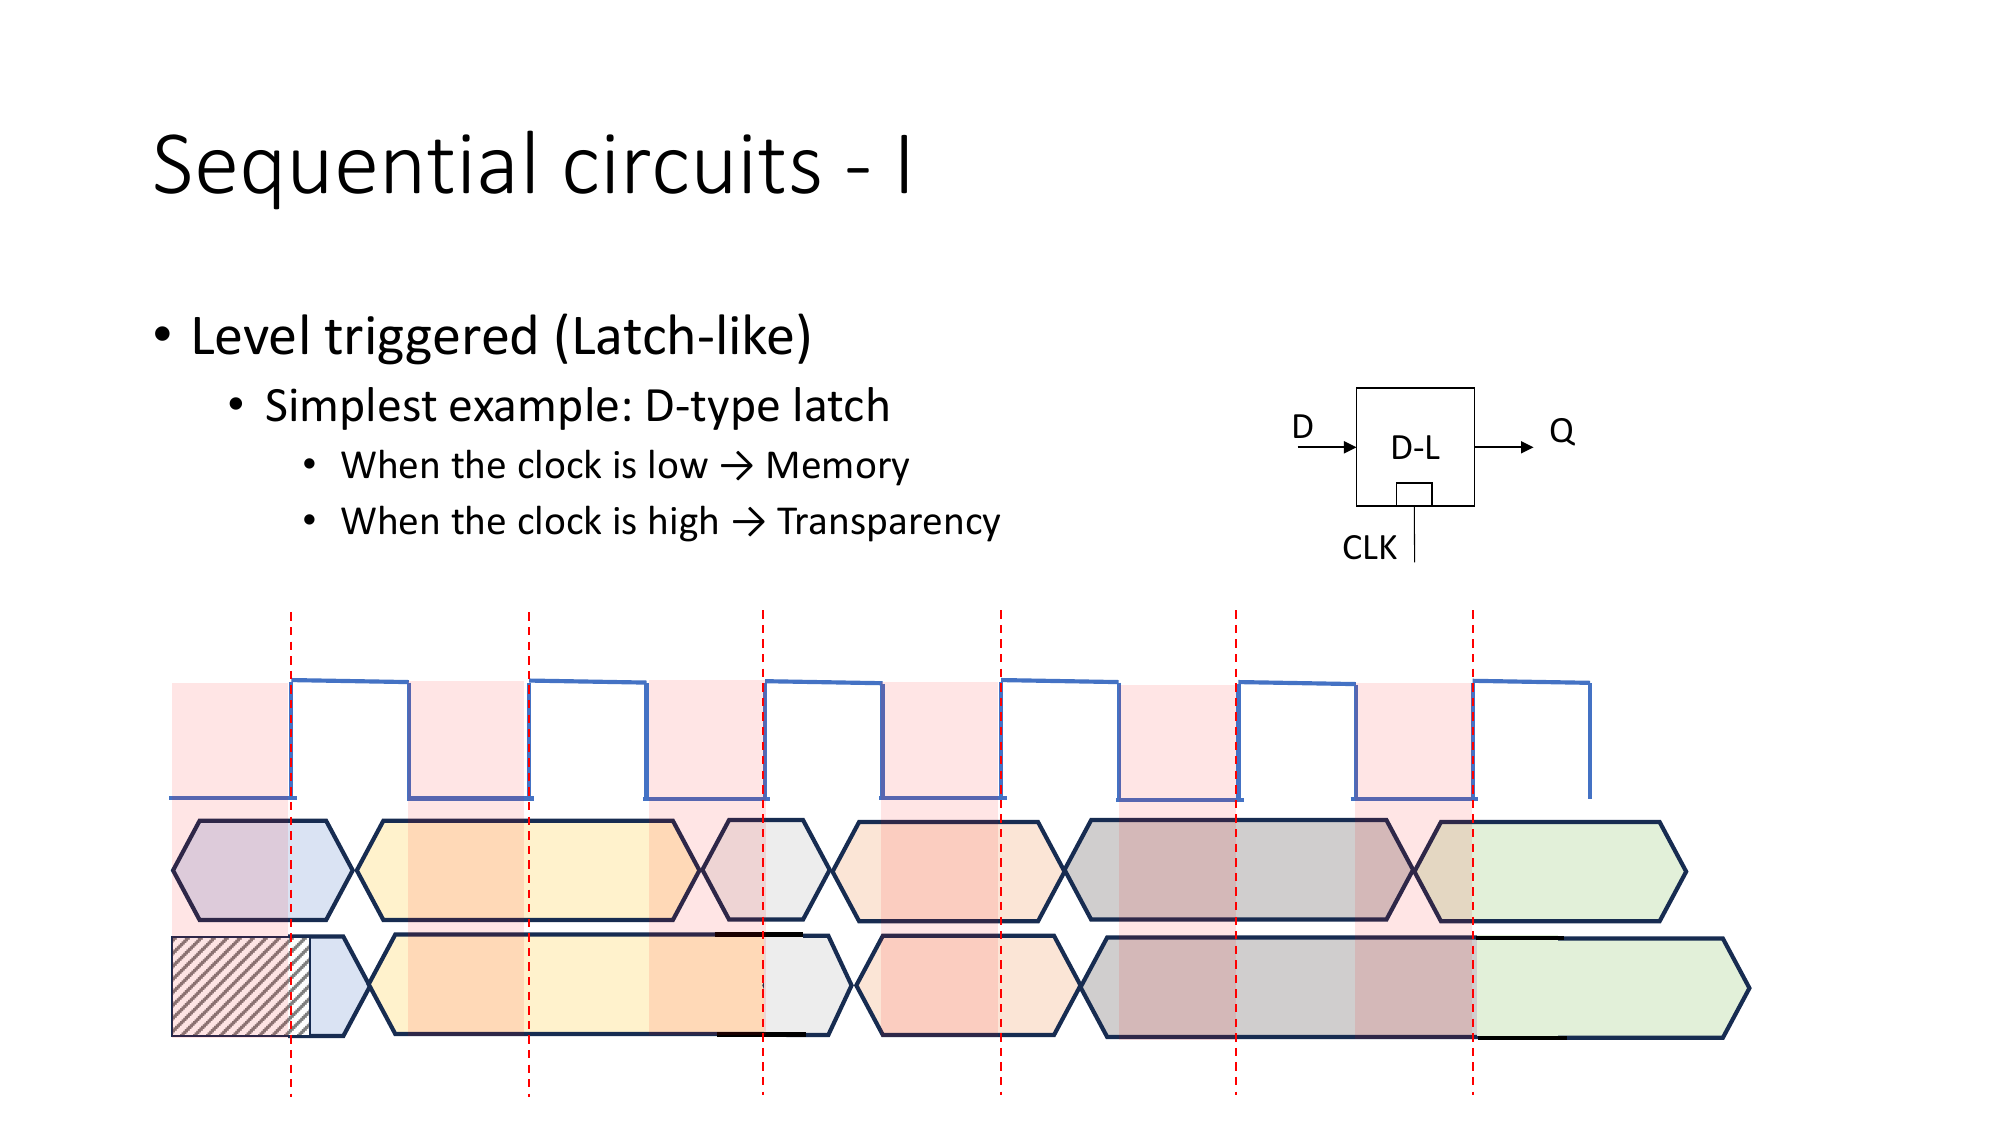 Sequential circuits - I
• Level triggered (Latch-like)
• Simplest example: D-type latch
• When the clock is low → Memory
• When the clock is high → Transparency
D
D-L
Q
CLK